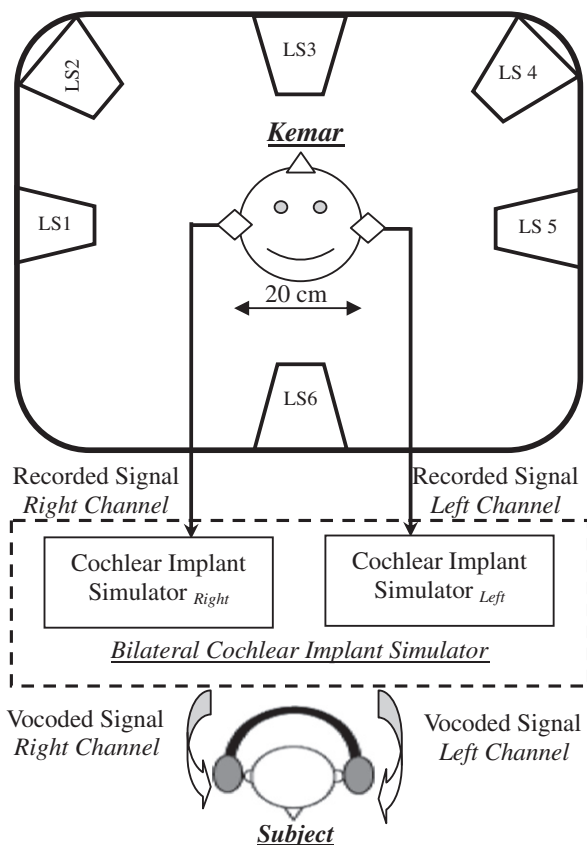 LS3
LS2
LS 4
Kemar
LS1
LS 5
20 cm
LS6
Recorded Signal
Right Channel
Recorded Signal
Left Channel
Cochlear Implant
Simulator Right
Cochlear Implant
Simulator Left
Bilateral Cochlear Implant Simulator
Vocoded Signal
Right Channel
Vocoded Signal
Left Channel
Subject